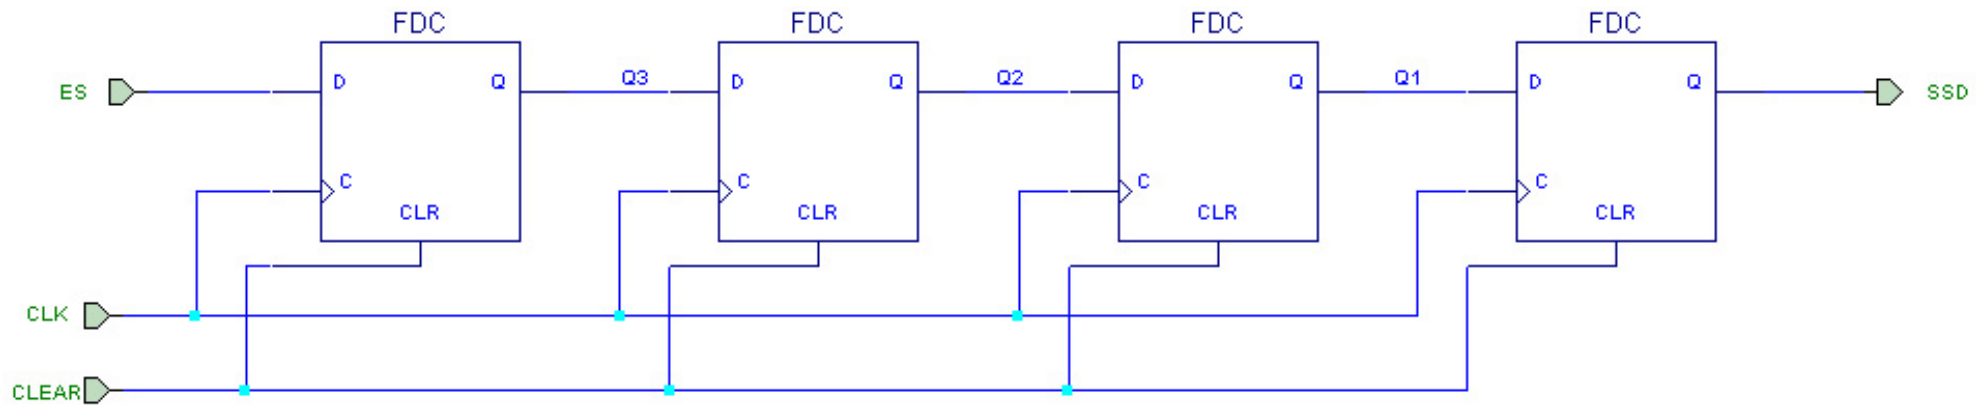 FDC FDC FDC FDC
ES D Q Q3 D Q Q2 D Q Q1 D Q SSD
C C C C
CLR CLR CLR CLR
CLK
CLEAR